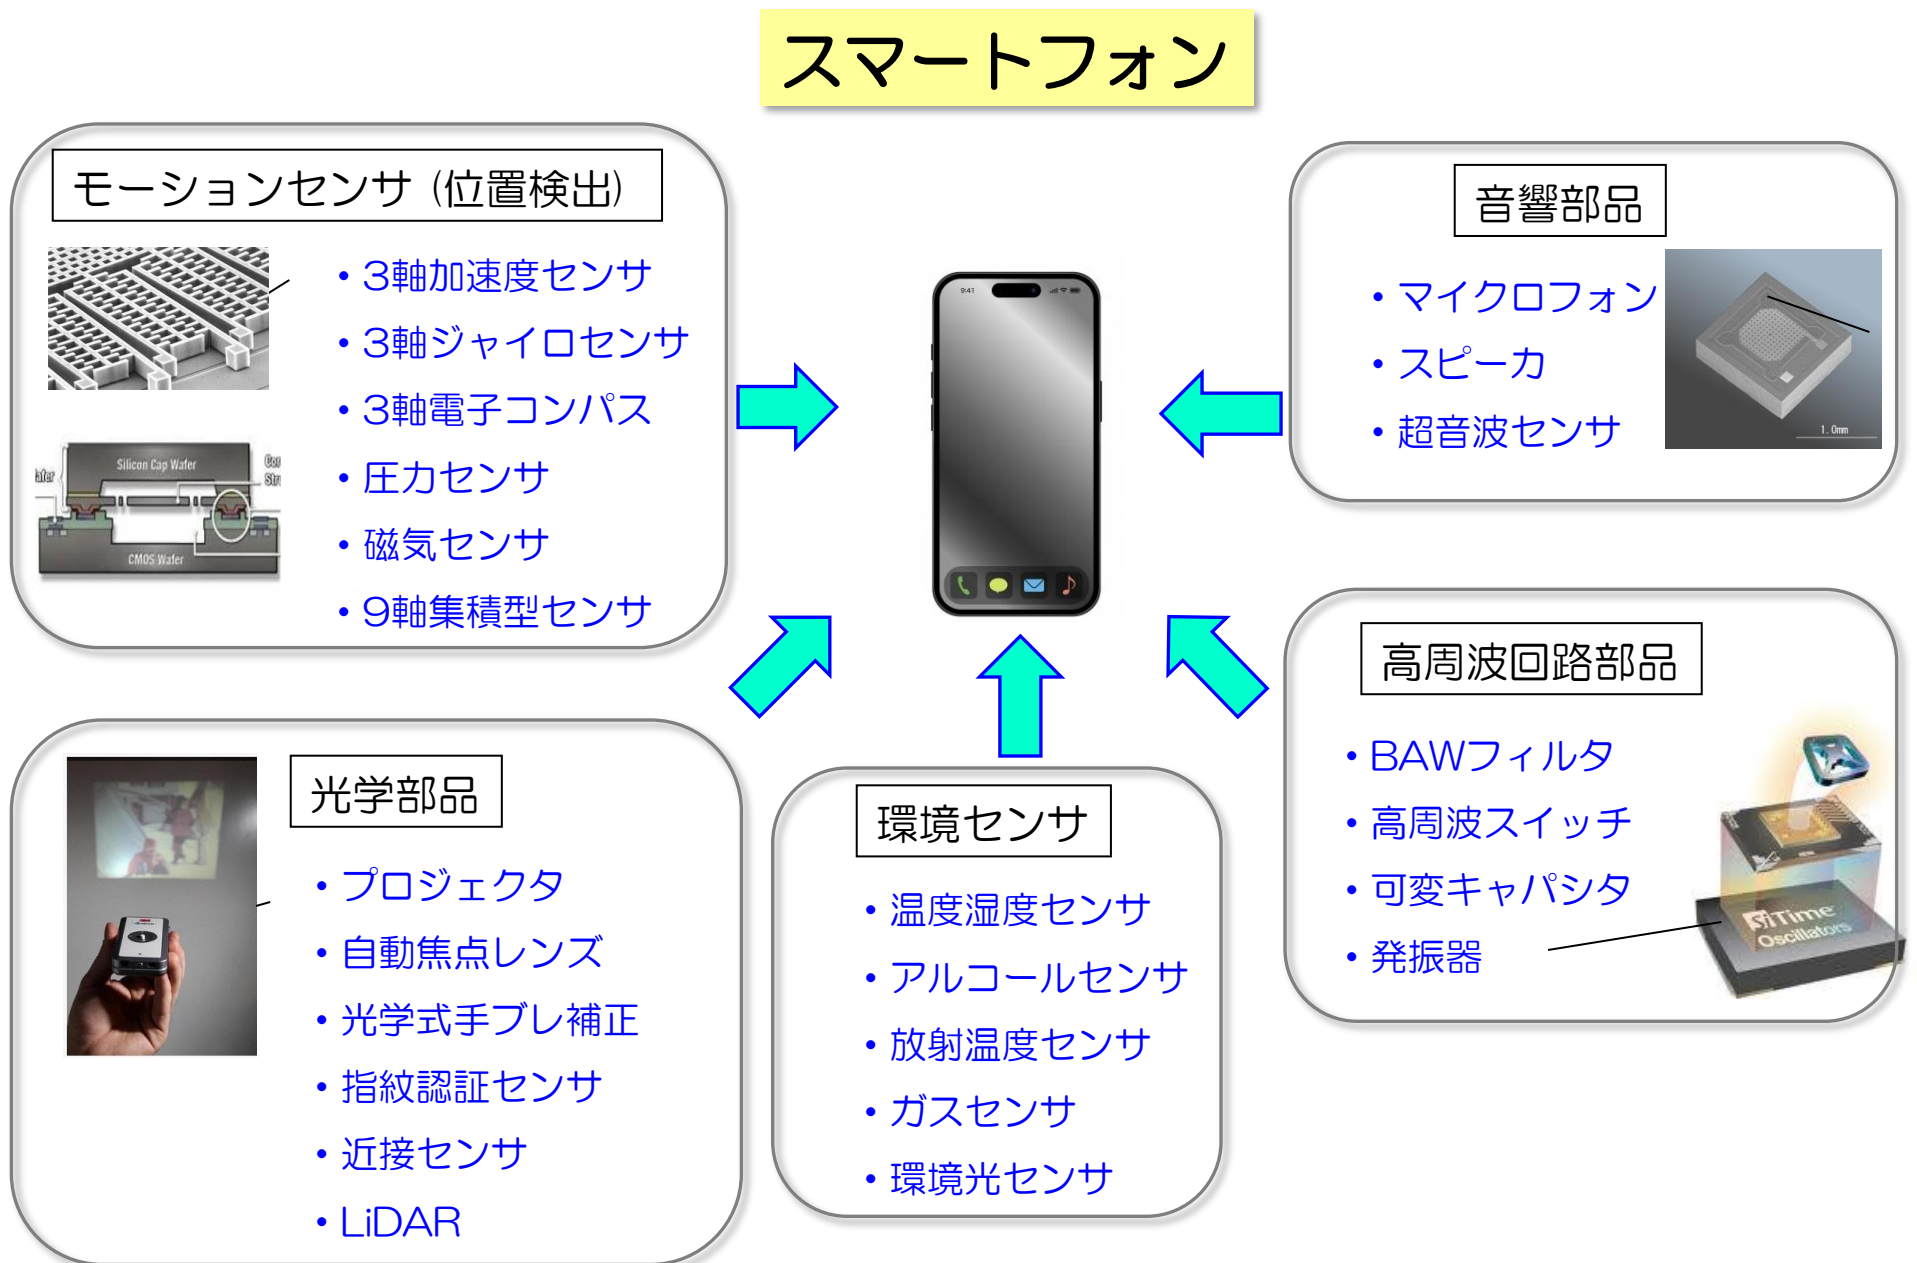 スマートフォン
モーションセンサ (位置検出)
・3軸加速度センサ
・3軸ジャイロセンサ
・3軸電子コンパス
・圧力センサ
・磁気センサ
・9軸集積型センサ
Silicon Cap Wafer
CMOS Wafer
9:41
音響部品
・マイクロフォン
・スピーカ
・超音波センサ
1.0mm
光学部品
・プロジェクタ
・自動焦点レンズ
・光学式手ブレ補正
・指紋認証センサ
・近接センサ
・LiDAR
環境センサ
・温度湿度センサ
・アルコールセンサ
・放射温度センサ
・ガスセンサ
・環境光センサ
高周波回路部品
・BAWフィルタ
・高周波スイッチ
・可変キャパシタ
・発振器
SiTime
Oscillators